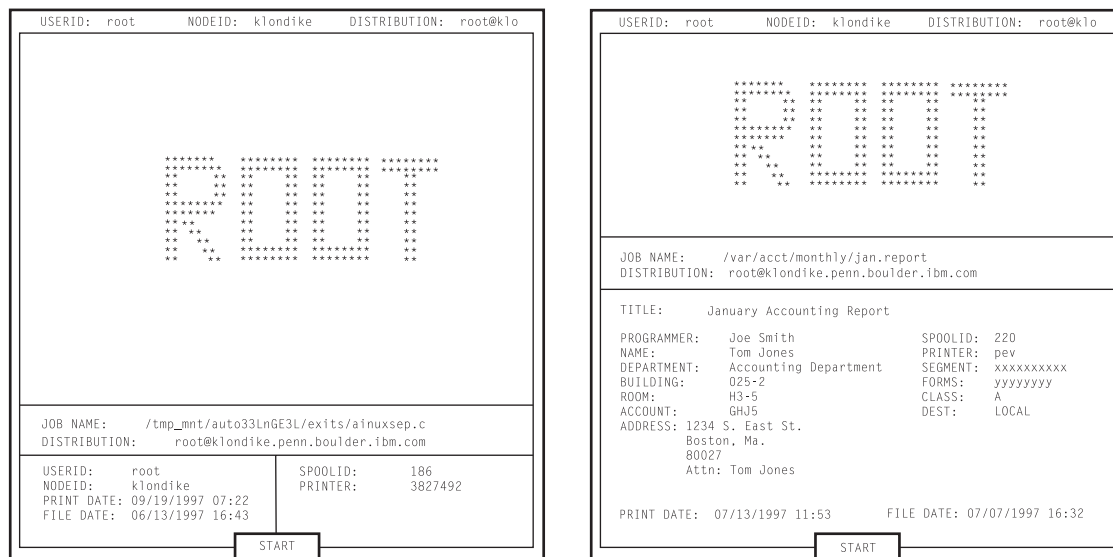 USERID: root NODEID: klondike DISTRIBUTION: root@klo
ROOT
JOB NAME: /tmp_mnt/auto33LnGE3L/exits/ainuxsep.c
DISTRIBUTION: root@klondike.penn.boulder.ibm.com
USERID: root
NODEID: klondike
PRINT DATE: 09/19/1997 07:22
FILE DATE: 06/13/1997 16:43
SPOOLID: 186
PRINTER: 3827492
START
USERID: root NODEID: klondike DISTRIBUTION: root@klo
ROOT
JOB NAME: /var/acct/monthly/jan.report
DISTRIBUTION: root@klondike.penn.boulder.ibm.com
TITLE: January Accounting Report
PROGRAMMER: Joe Smith SPOOLID: 220
NAME: Tom Jones PRINTER: pev
DEPARTMENT: Accounting Department SEGMENT: xxxxxxxxxx
BUILDING: 025-2 FORMS: yyyyyyyy
ROOM: H3-5 CLASS: A
ACCOUNT: GHJ5 DEST: LOCAL
ADDRESS: 1234 S. East St.
Boston, Ma.
80027
Attn: Tom Jones
PRINT DATE: 07/13/1997 11:53 FILE DATE: 07/07/1997 16:32
START